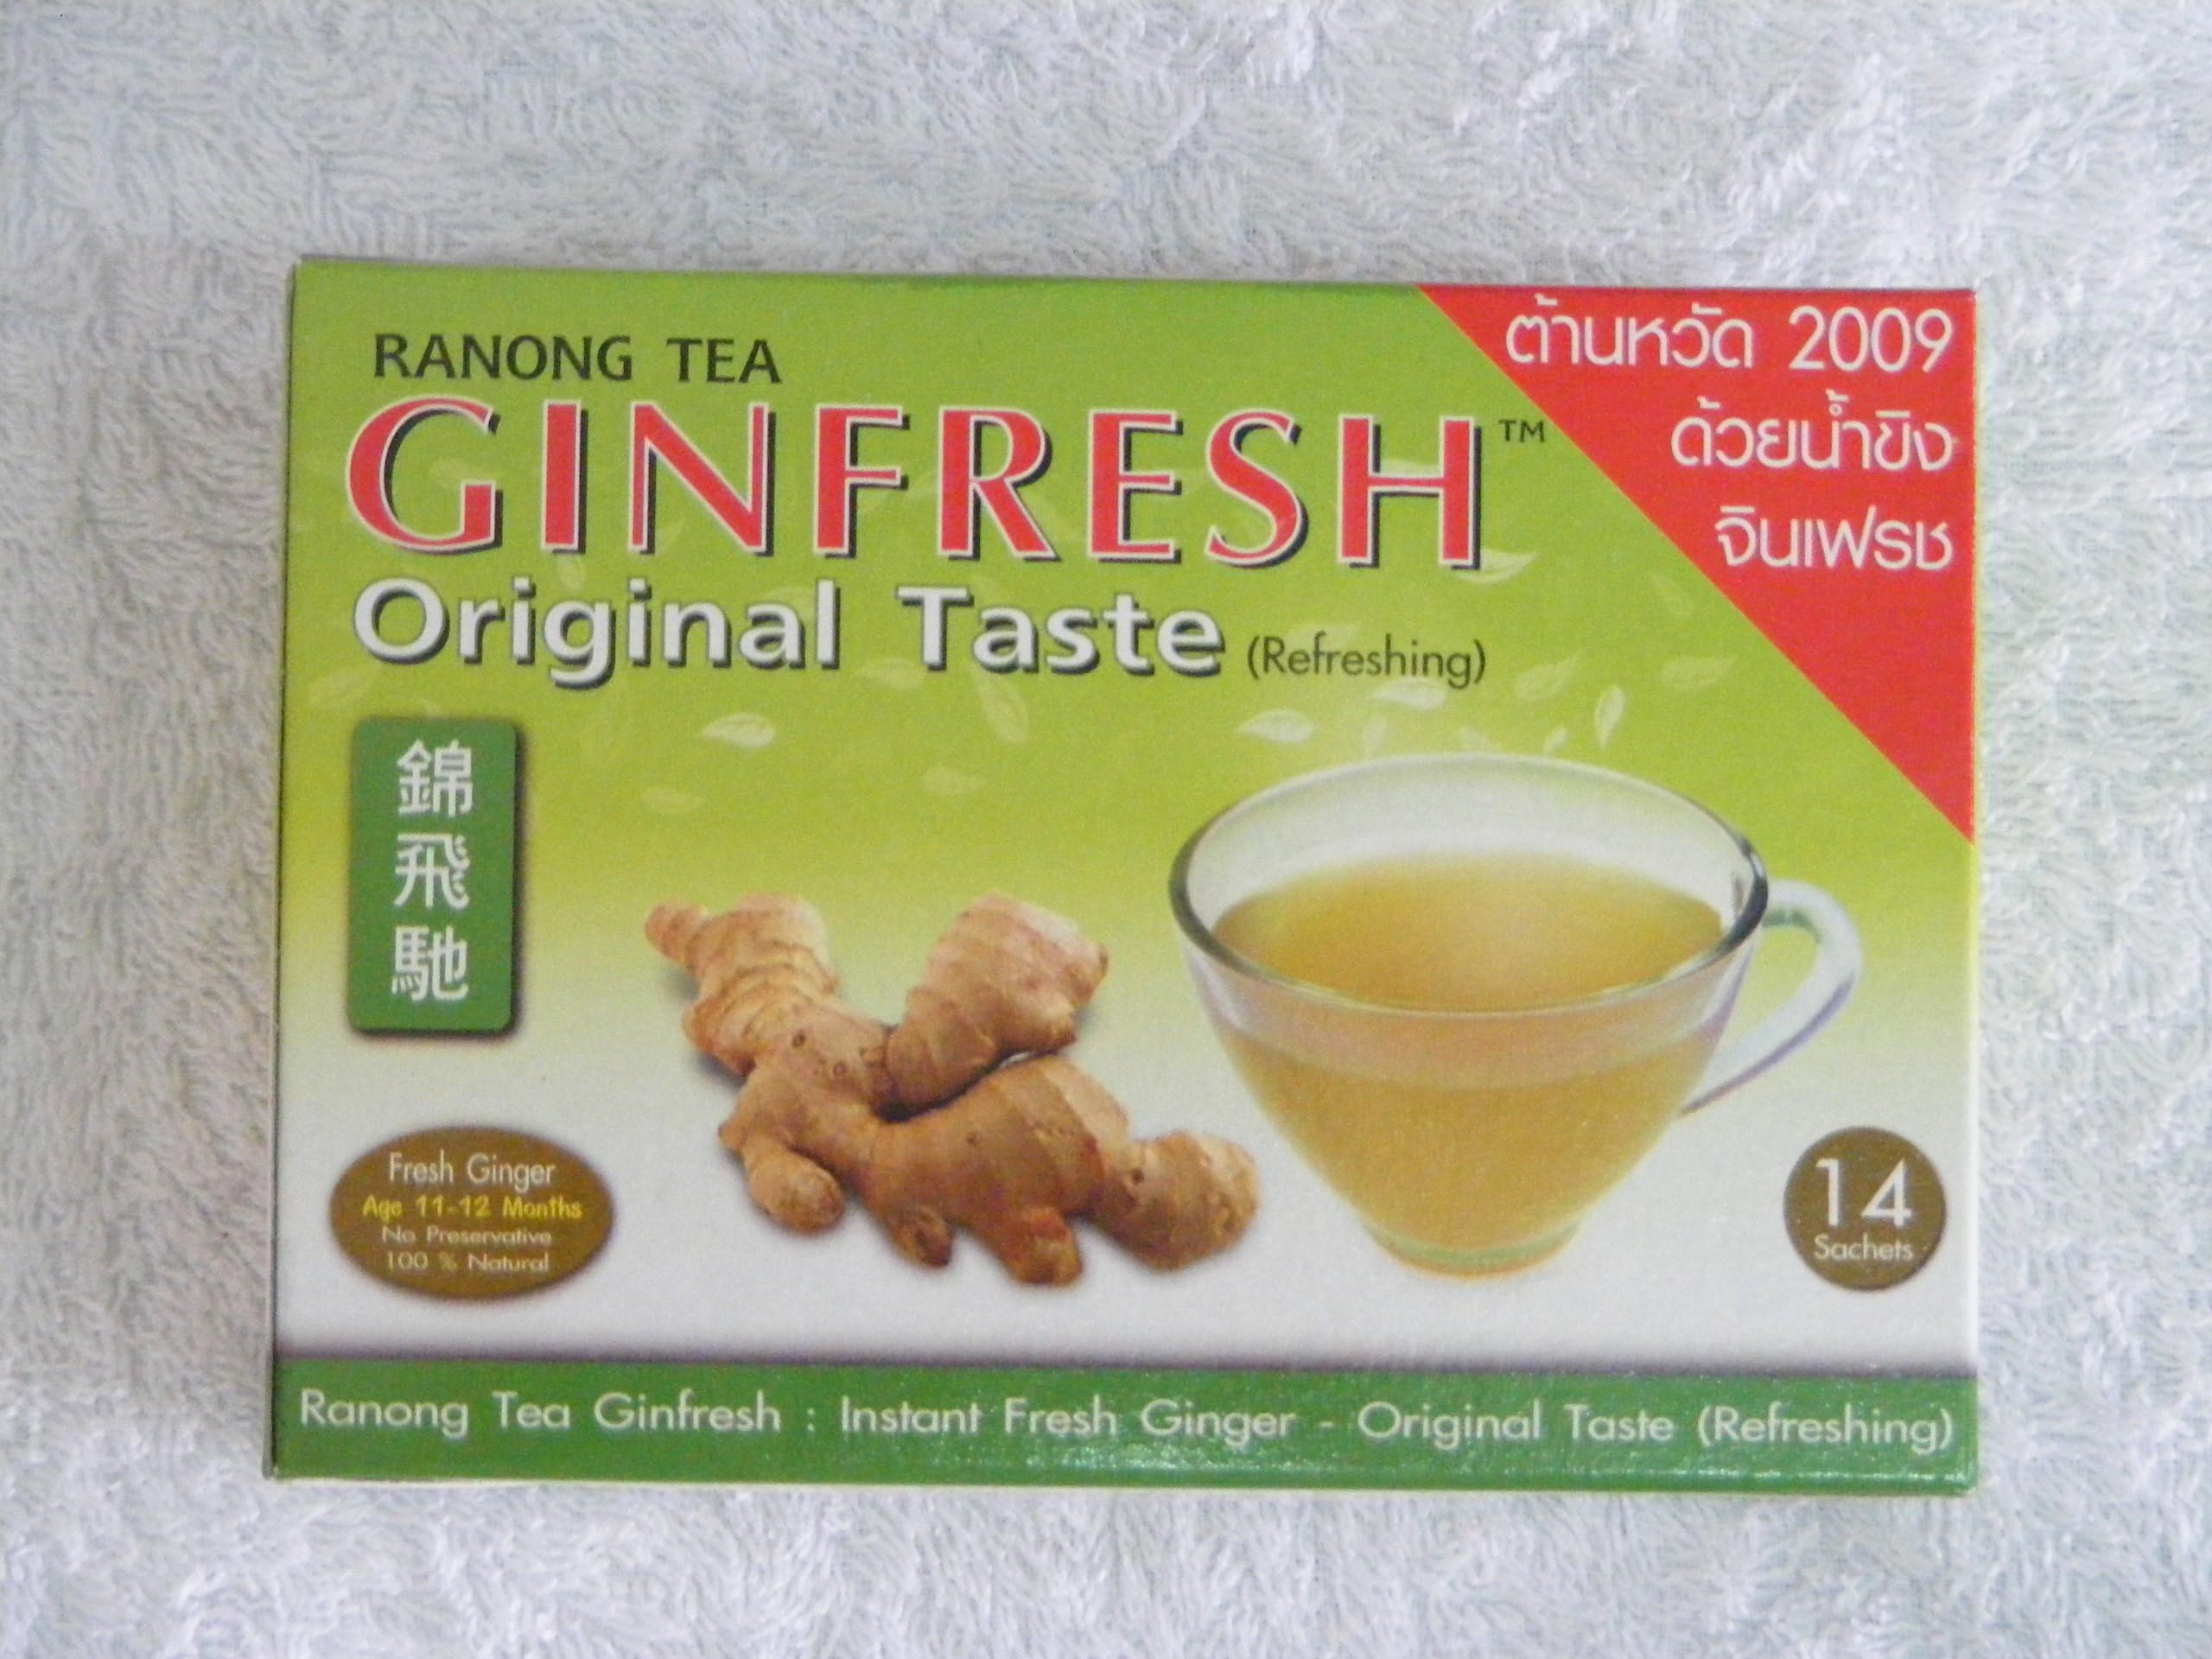 RANONG TEA
GINFRESH™
Original Taste (Refreshing)
ต้านหวัด 2009
ด้วยน้ำขิง
จินเฟรช
錦
飛
馳
Fresh Ginger
Age 11-12 Months
No Preservative
100 % Natural
14
Sachets
Ranong Tea Ginfresh : Instant Fresh Ginger - Original Taste (Refreshing)